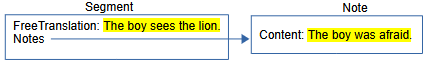 Segment
Note
FreeTranslation: The boy sees the lion.
Notes
Content: The boy was afraid.